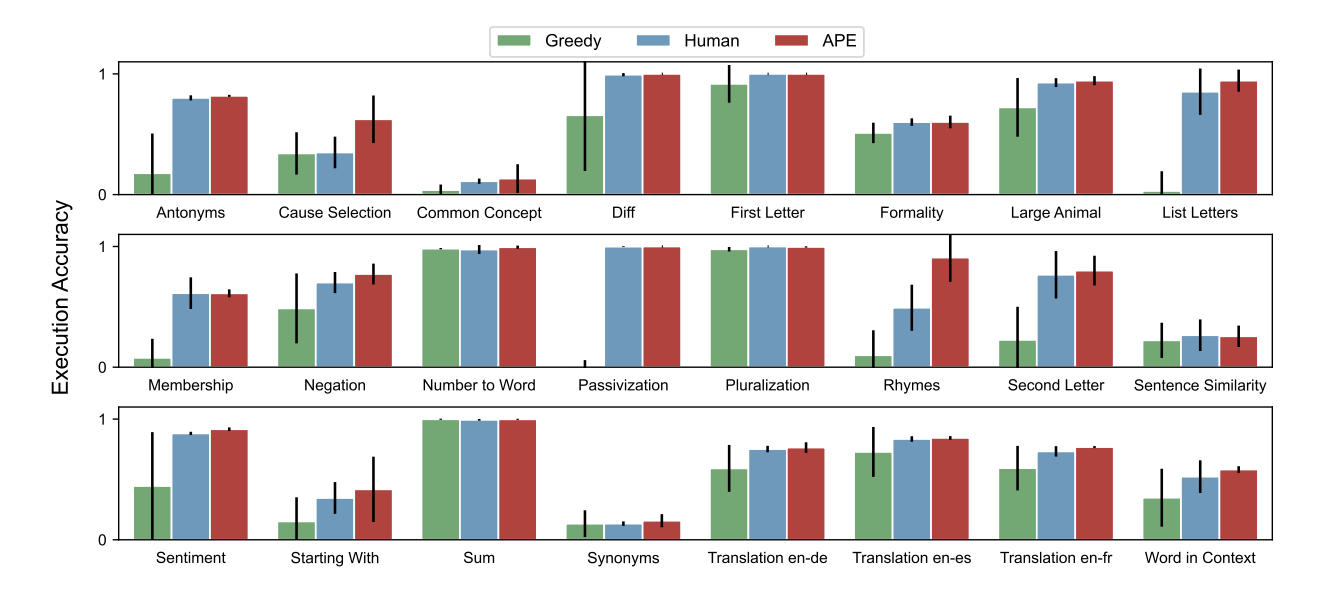 Greedy Human APE
Execution Accuracy
1
0
Antonyms Cause Selection Common Concept Diff First Letter Formality Large Animal List Letters
1
0
Membership Negation Number to Word Passivization Pluralization Rhymes Second Letter Sentence Similarity
1
0
Sentiment Starting With Sum Synonyms Translation en-de Translation en-es Translation en-fr Word in Context